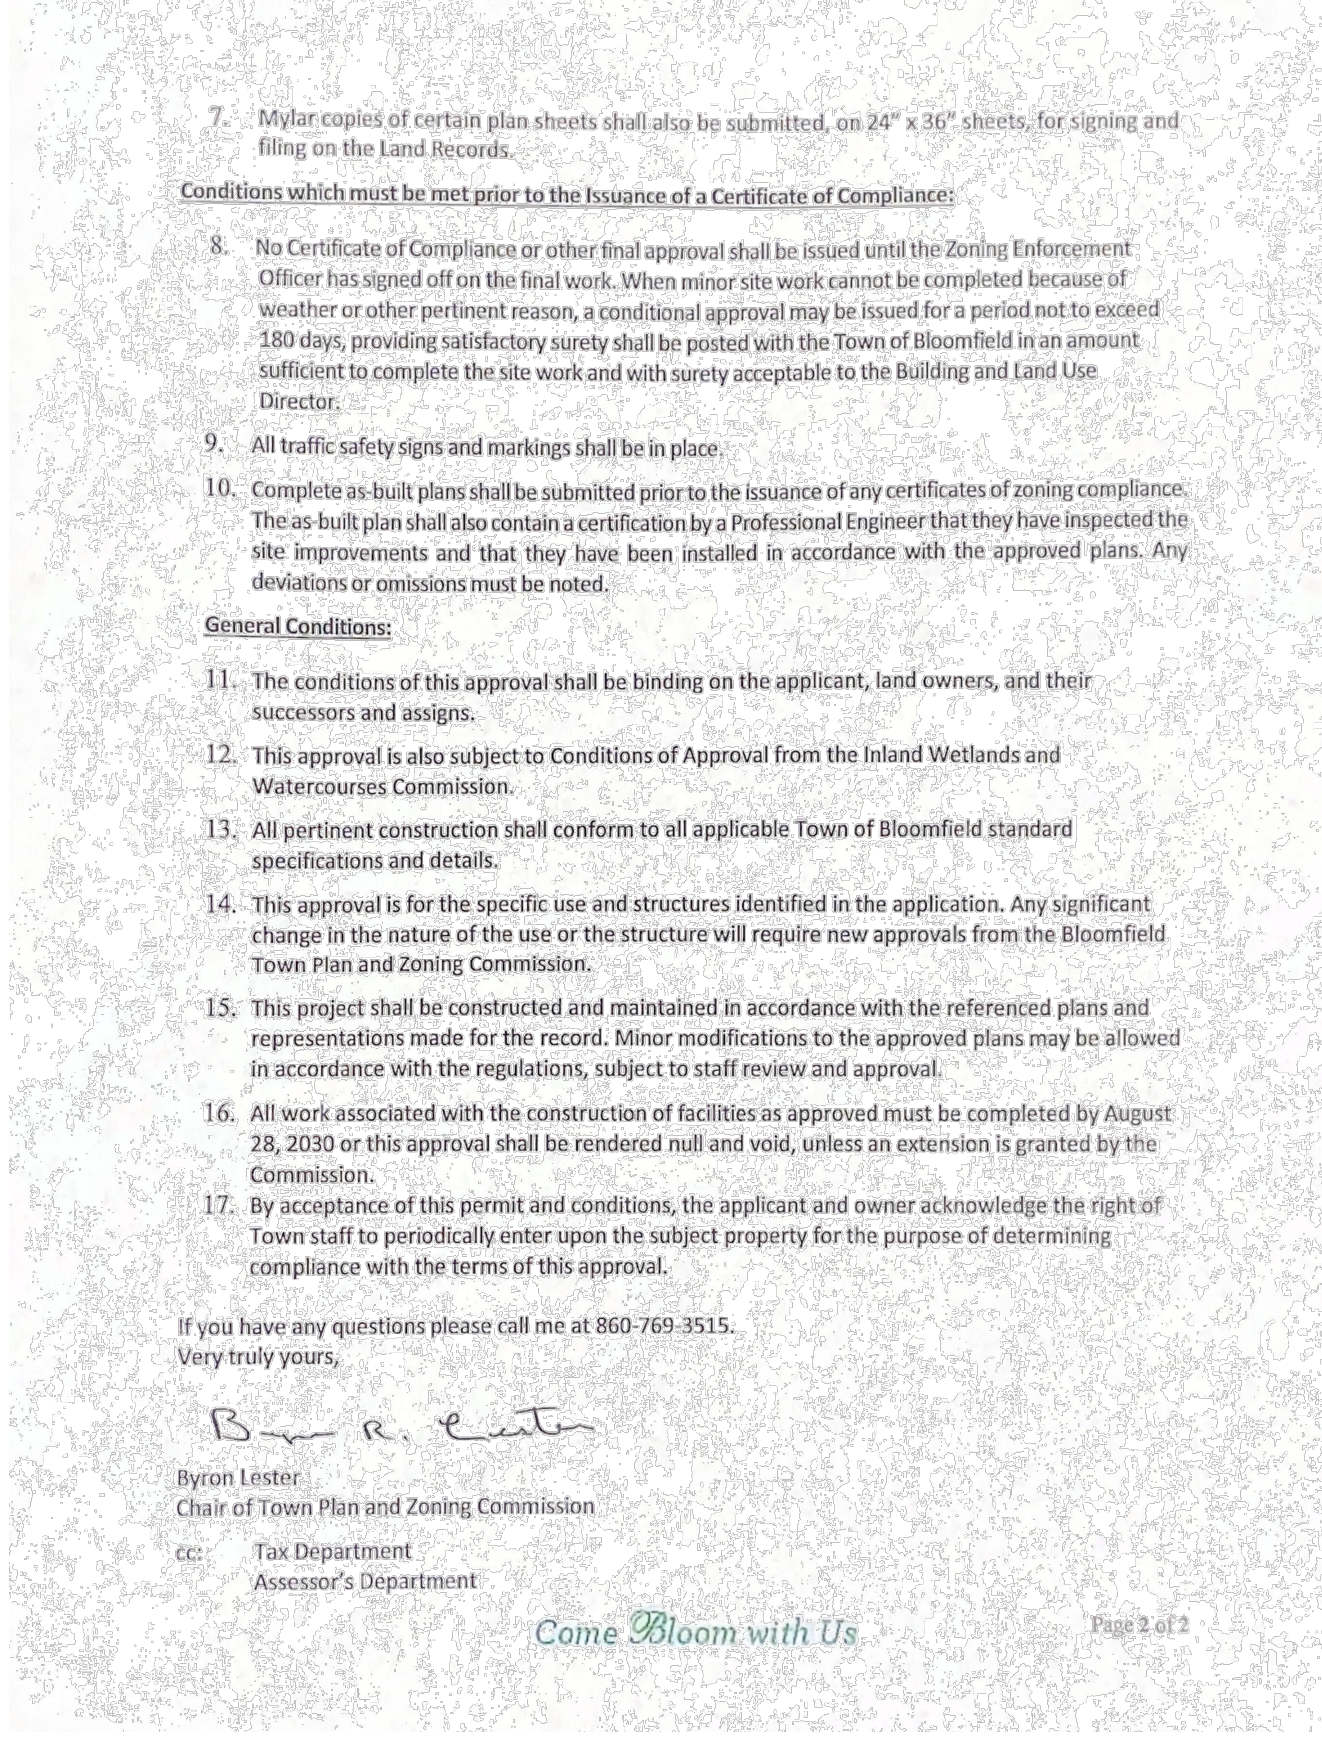 7. Mylar copies of certain plan sheets shall also be submitted, on 24" x 36" sheets, for signing and
filing on the Land Records.
Conditions which must be met prior to the Issuance of a Certificate of Compliance:
8. No Certificate of Compliance or other final approval shall be issued until the Zoning Enforcement
Officer has signed off on the final work. When minor site work cannot be completed because of
weather or other pertinent reason, a conditional approval may be issued for a period not to exceed
180 days, providing satisfactory surety shall be posted with the Town of Bloomfield in an amount
sufficient to complete the site work and with surety acceptable to the Building and Land Use
Director.
9. All traffic safety signs and markings shall be in place.
10. Complete as-built plans shall be submitted prior to the issuance of any certificates of zoning compliance.
The as-built plan shall also contain a certification by a Professional Engineer that they have inspected the
site improvements and that they have been installed in accordance with the approved plans. Any
deviations or omissions must be noted.
General Conditions:
11. The conditions of this approval shall be binding on the applicant, land owners, and their
successors and assigns.
12. This approval is also subject to Conditions of Approval from the Inland Wetlands and
Watercourses Commission.
13. All pertinent construction shall conform to all applicable Town of Bloomfield standard
specifications and details.
14. This approval is for the specific use and structures identified in the application. Any significant
change in the nature of the use or the structure will require new approvals from the Bloomfield
Town Plan and Zoning Commission.
15. This project shall be constructed and maintained in accordance with the referenced plans and
representations made for the record. Minor modifications to the approved plans may be allowed
in accordance with the regulations, subject to staff review and approval.
16. All work associated with the construction of facilities as approved must be completed by August
28, 2030 or this approval shall be rendered null and void, unless an extension is granted by the
Commission.
17. By acceptance of this permit and conditions, the applicant and owner acknowledge the right of
Town staff to periodically enter upon the subject property for the purpose of determining
compliance with the terms of this approval.
If you have any questions please call me at 860-769-3515.
Very truly yours,
Byron R. Lester
Byron Lester
Chair of Town Plan and Zoning Commission
cc: Tax Department
Assessor's Department
Come Bloom with Us
Page 2 of 2